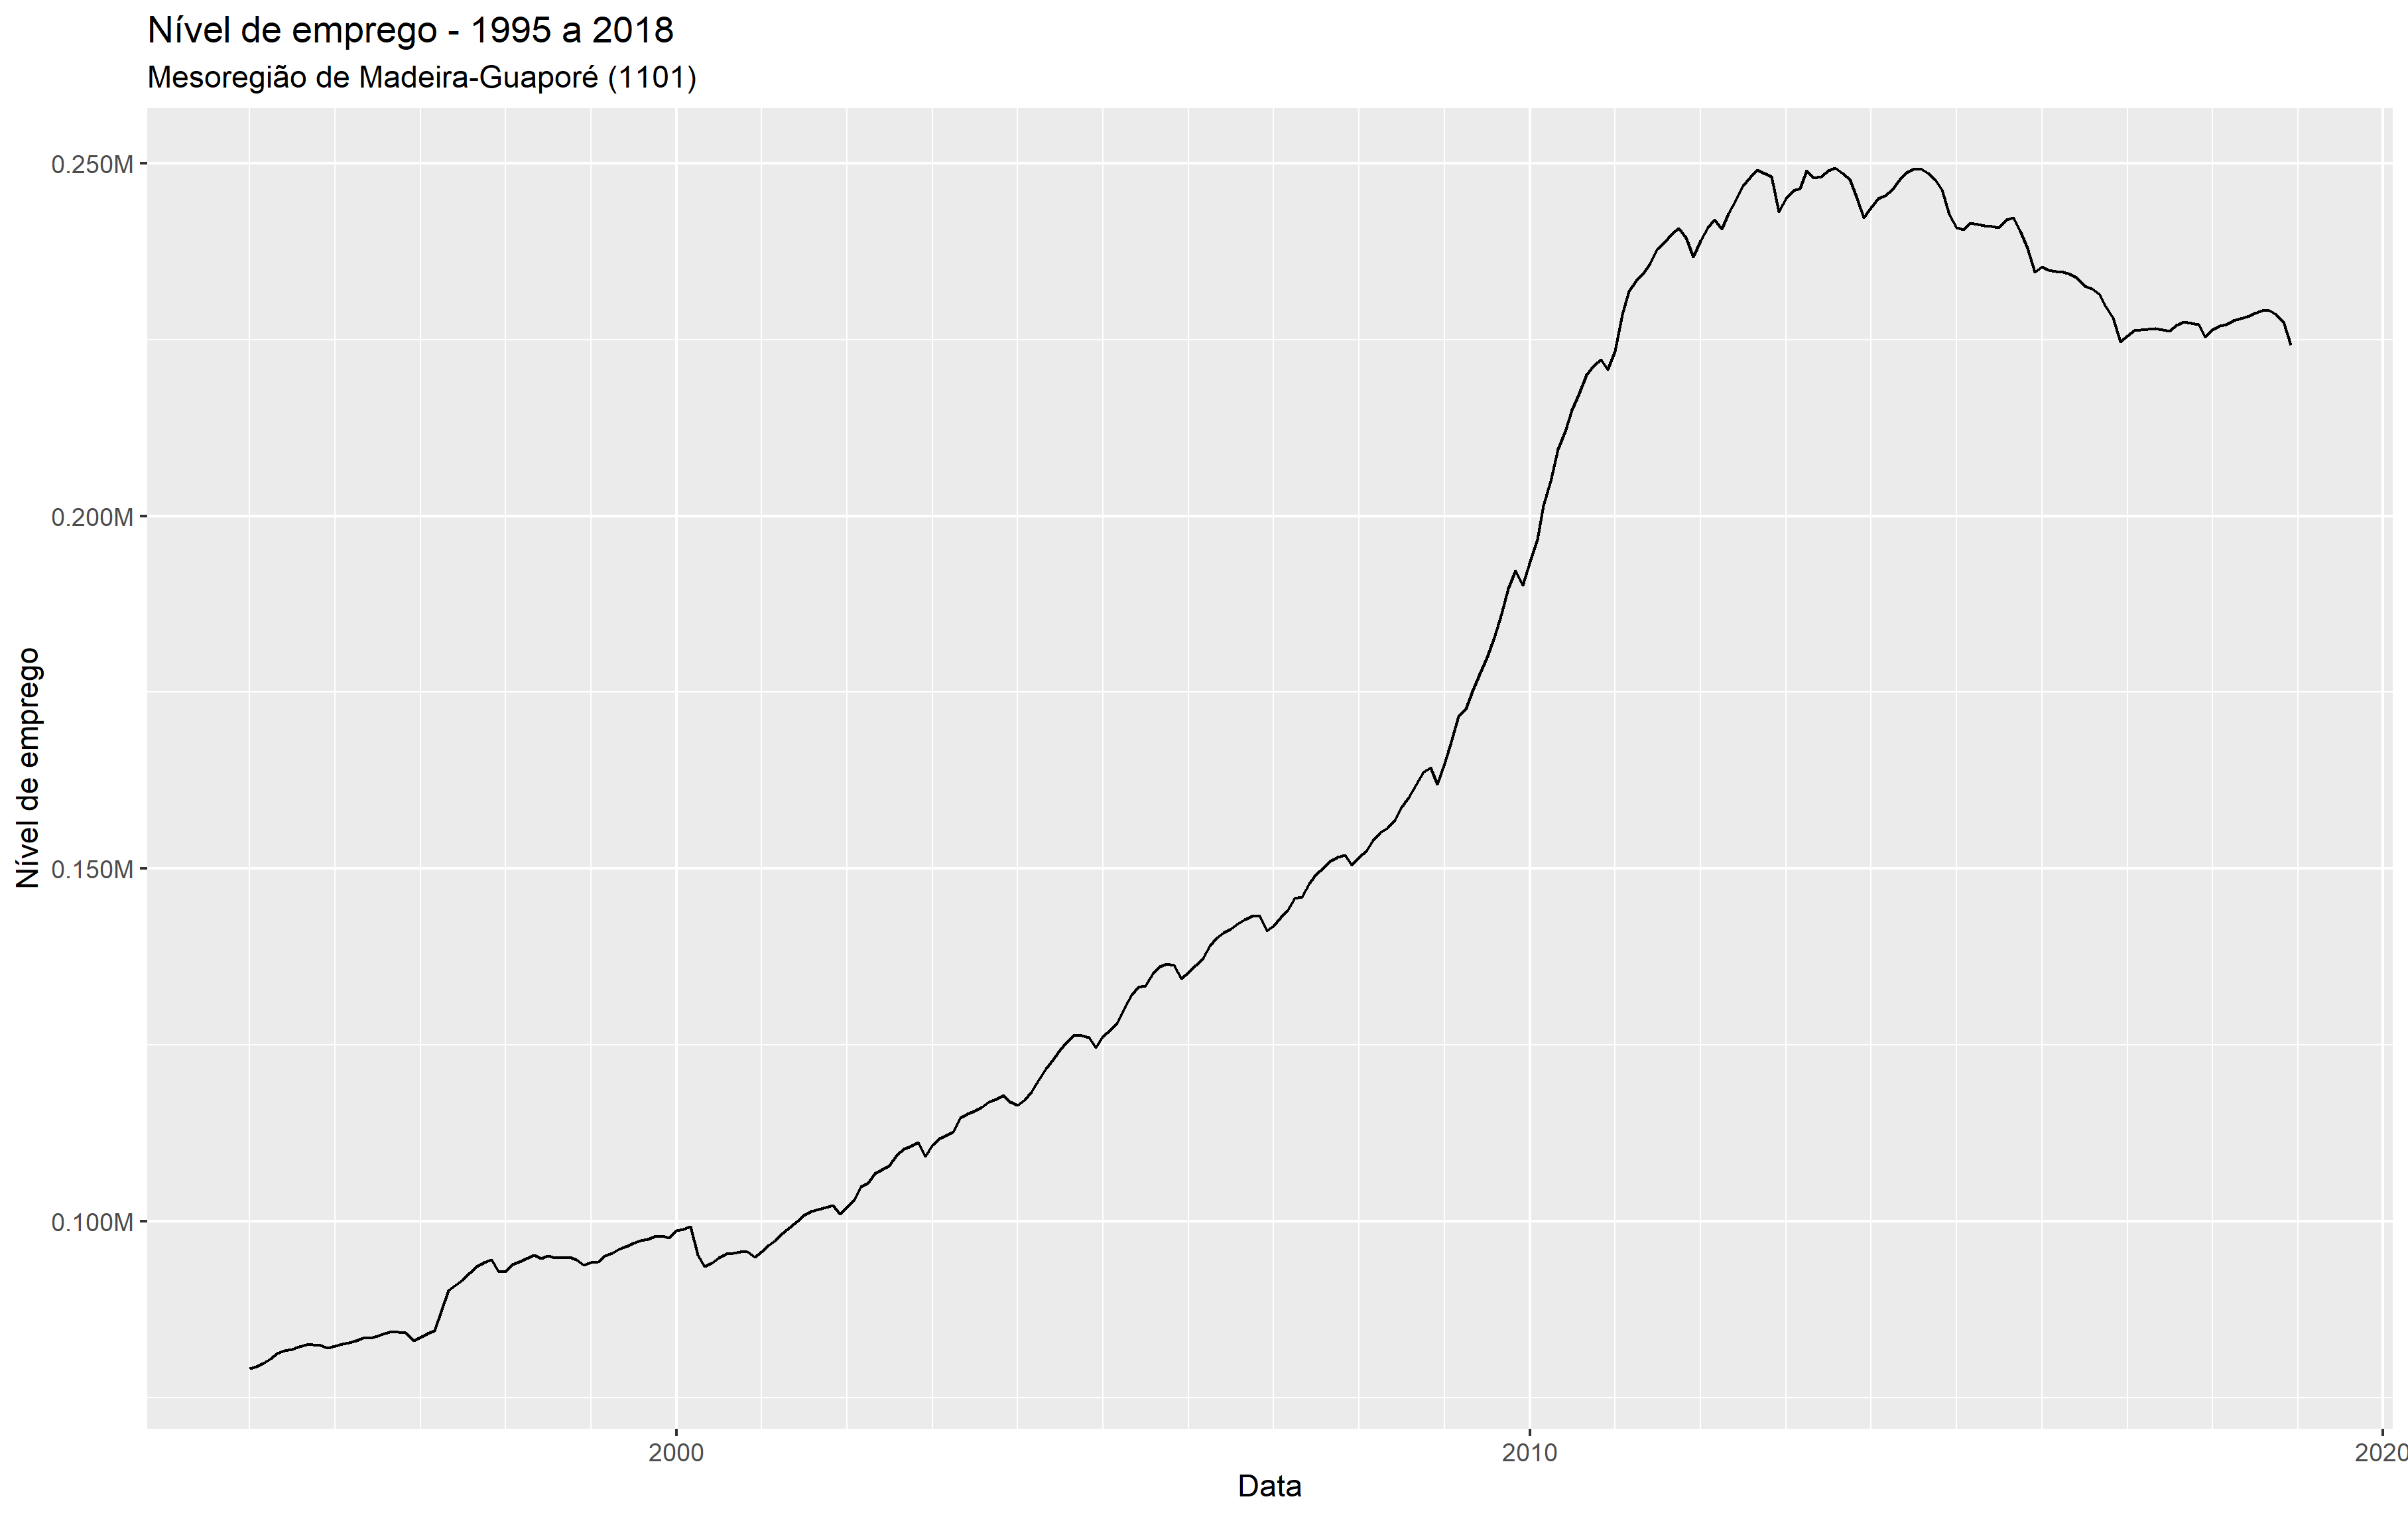 Nível de emprego - 1995 a 2018
Mesoregião de Madeira-Guaporé (1101)
Nível de emprego
0.250M
0.200M
0.150M
0.100M
2000
2010
2020
Data